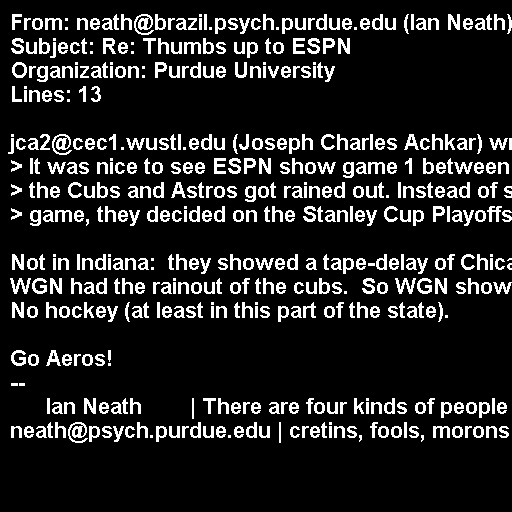 From: neath@brazil.psych.purdue.edu (Ian Neath)
Subject: Re: Thumbs up to ESPN
Organization: Purdue University
Lines: 13

jca2@cec1.wustl.edu (Joseph Charles Achkar) wr
> It was nice to see ESPN show game 1 between
> the Cubs and Astros got rained out. Instead of s
> game, they decided on the Stanley Cup Playoffs

Not in Indiana:  they showed a tape-delay of Chica
WGN had the rainout of the cubs.  So WGN show
No hockey (at least in this part of the state).

Go Aeros!
--
      Ian Neath        | There are four kinds of people
neath@psych.purdue.edu | cretins, fools, morons